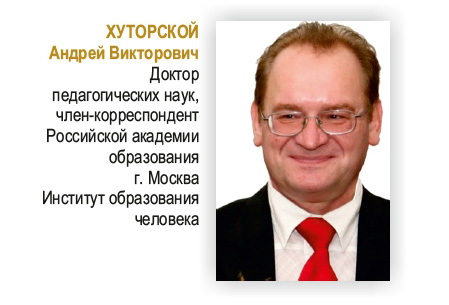 ХУТОРСКОЙ
Андрей Викторович
Доктор
педагогических наук,
член-корреспондент
Российской академии
образования
г. Москва
Институт образования
человека